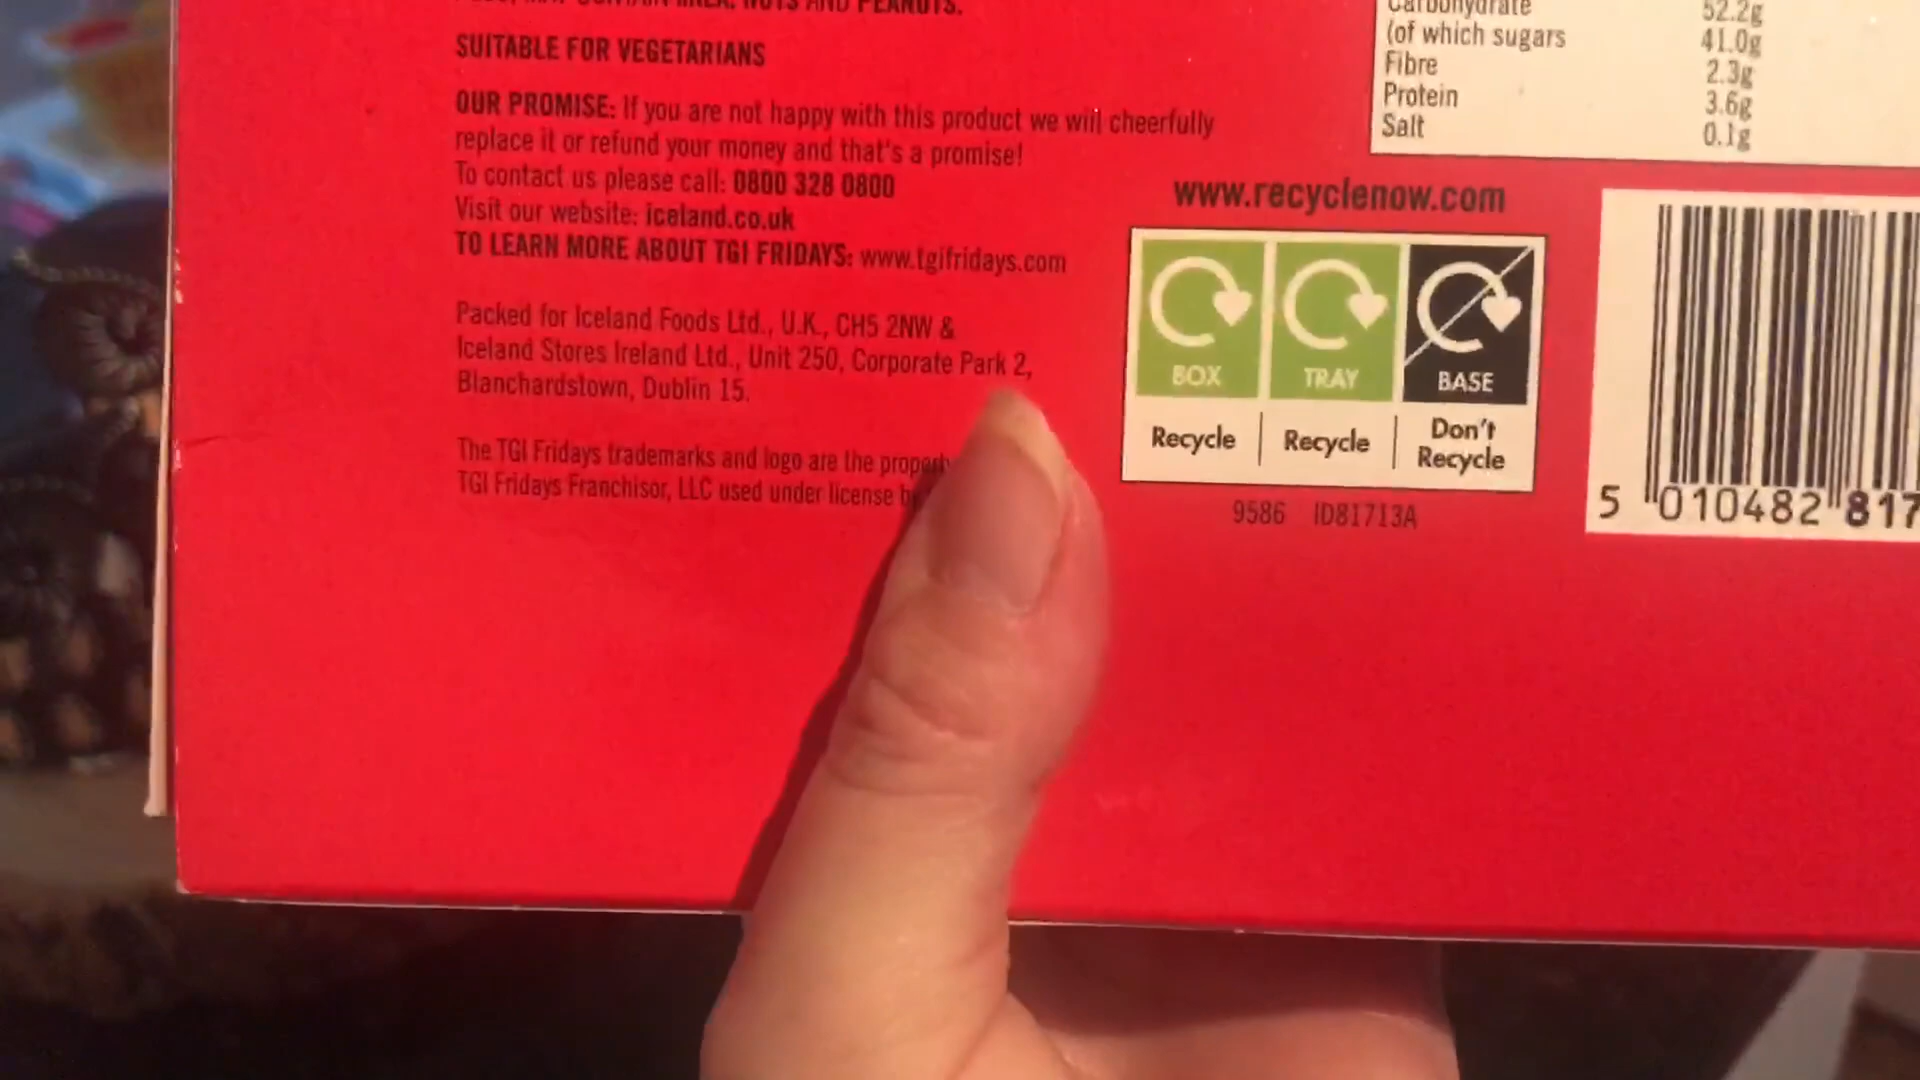 NUTS AND PEANUTS.
SUITABLE FOR VEGETARIANS
OUR PROMISE: If you are not happy with this product we will cheerfully
replace it or refund your money and that's a promise!
To contact us please call: 0800 328 0800
Visit our website: iceland.co.uk
TO LEARN MORE ABOUT TGI FRIDAYS: www.tgifridays.com
Packed for Iceland Foods Ltd., U.K., CH5 2NW &
Iceland Stores Ireland Ltd., Unit 250, Corporate Park 2,
Blanchardstown, Dublin 15.
The TGI Fridays trademarks and logo are the
TGI Fridays Franchisor, LLC used under license
Carbohydrate 52.2g
(of which sugars 41.0g
Fibre 2.3g
Protein 3.6g
Salt 0.1g
www.recyclenow.com
BOX TRAY BASE
Recycle Recycle Don't Recycle
9586 ID81713A
5 010482 817